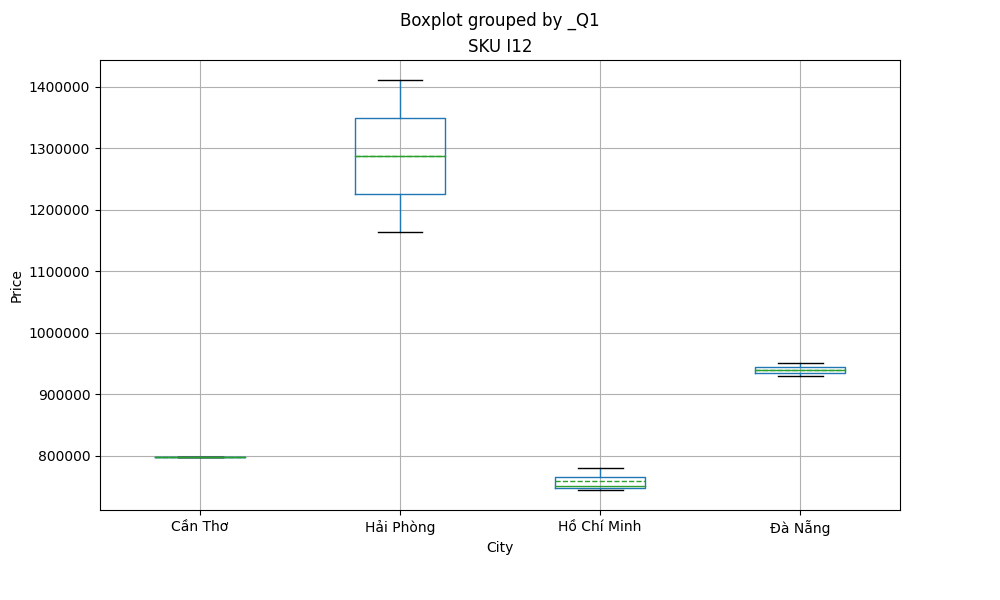 Boxplot grouped by _Q1
SKU I12
1400000
1300000
1200000
1100000
1000000
900000
800000
Price
Cần Thơ
Hải Phòng
Hồ Chí Minh
Đà Nẵng
City